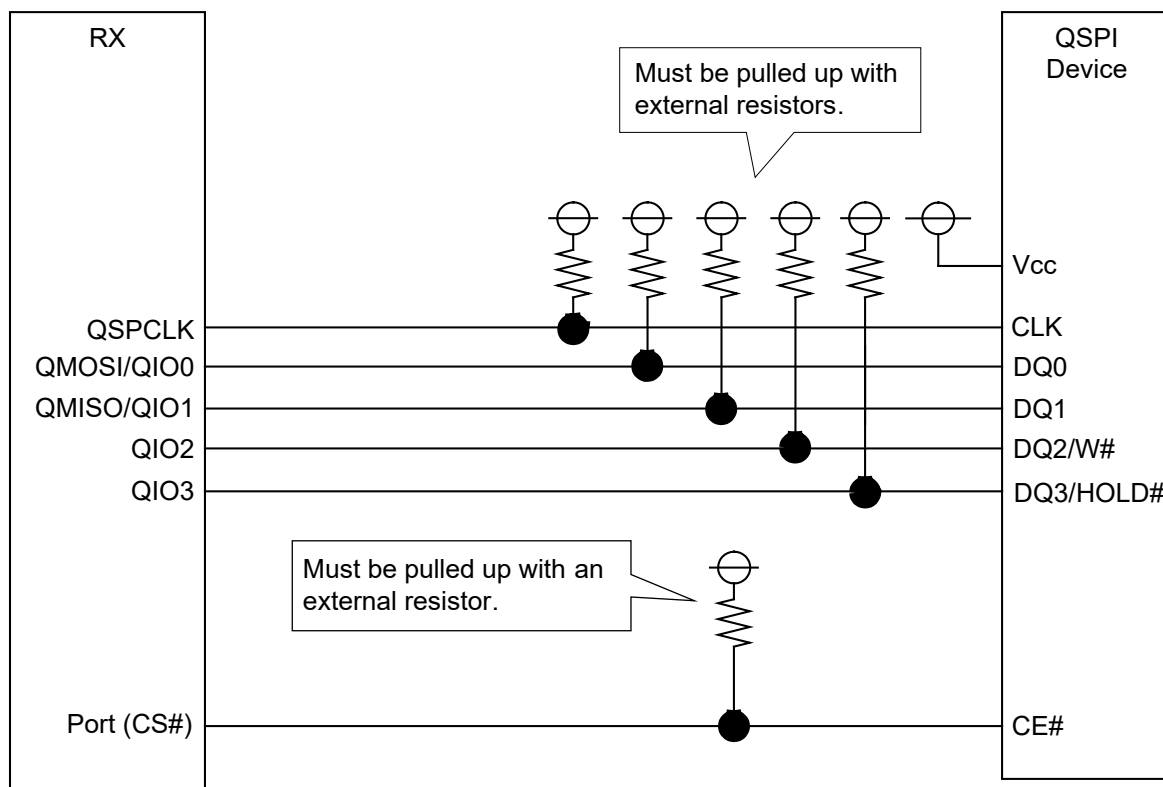 RX
QSPI
Device
Must be pulled up with
external resistors.
Vcc
QSPCLK
CLK
QMOSI/QIO0
DQ0
QMISO/QIO1
DQ1
QIO2
DQ2/W#
QIO3
DQ3/HOLD#
Must be pulled up with an
external resistor.
Port (CS#)
CE#